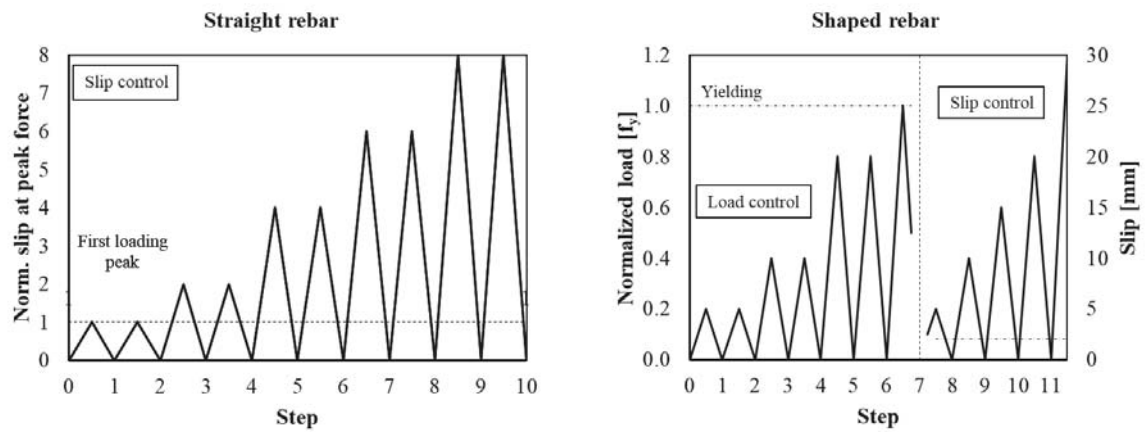 Straight rebar
Slip control
First loading
peak
Norm. slip at peak force
8
7
6
5
4
3
2
1
0
0 1 2 3 4 5 6 7 8 9 10
Step
Shaped rebar
Yielding
Slip control
Load control
Normalized load [fy]
1.2
1.0
0.8
0.6
0.4
0.2
0.0
Slip [mm]
30
25
20
15
10
5
0
0 1 2 3 4 5 6 7 8 9 10 11
Step